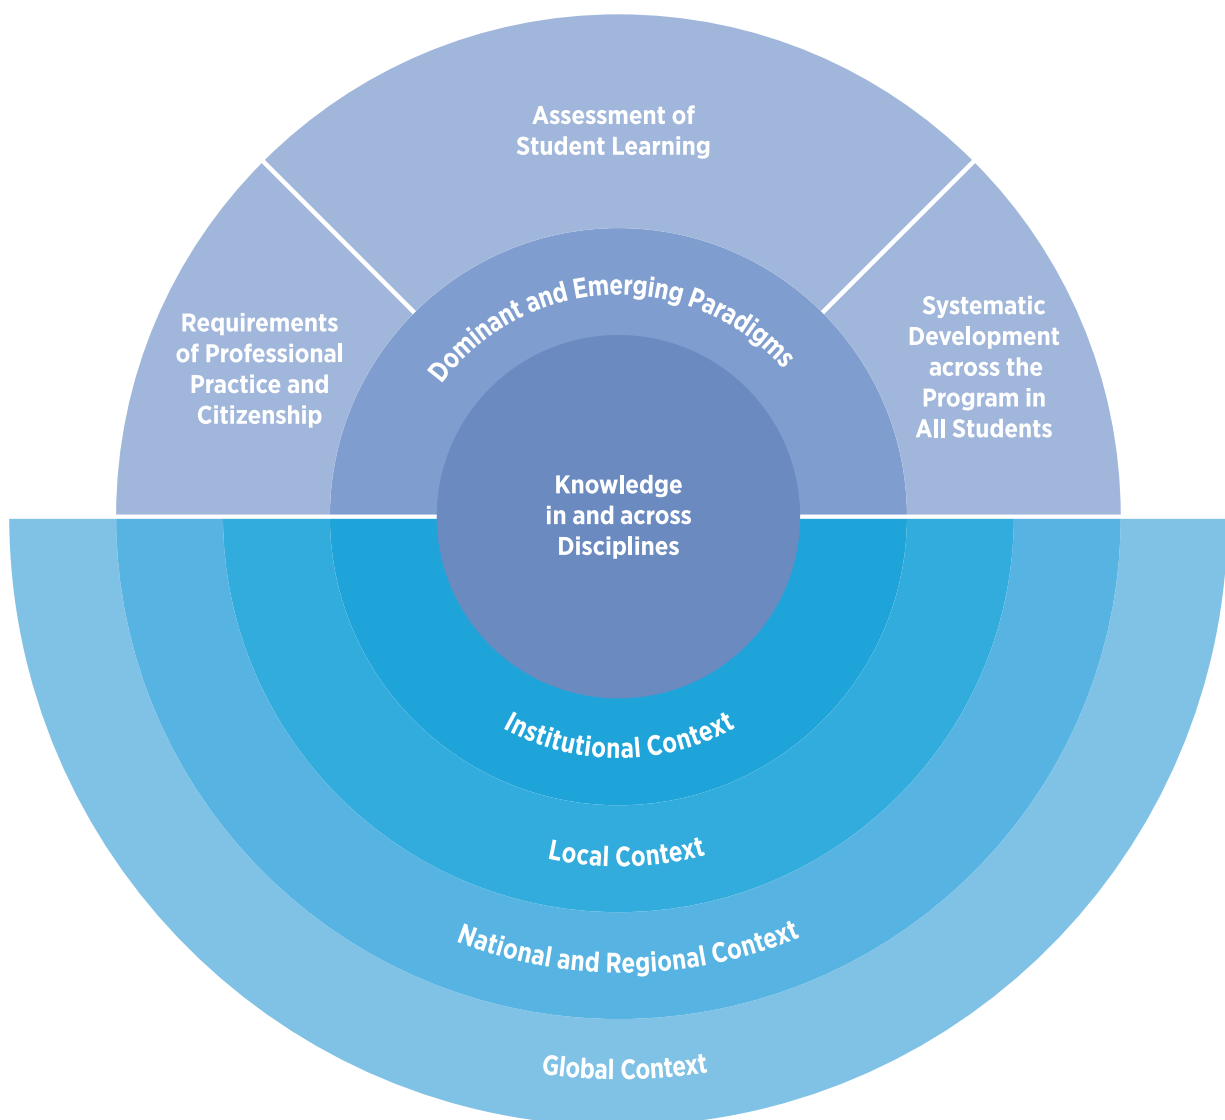 Assessment of
Student Learning
Dominant and Emerging Paradigms
Requirements
of Professional
Practice and
Citizenship
Systematic
Development
across the
Program in
All Students
Knowledge
in and across
Disciplines
Institutional Context
Local Context
National and Regional Context
Global Context